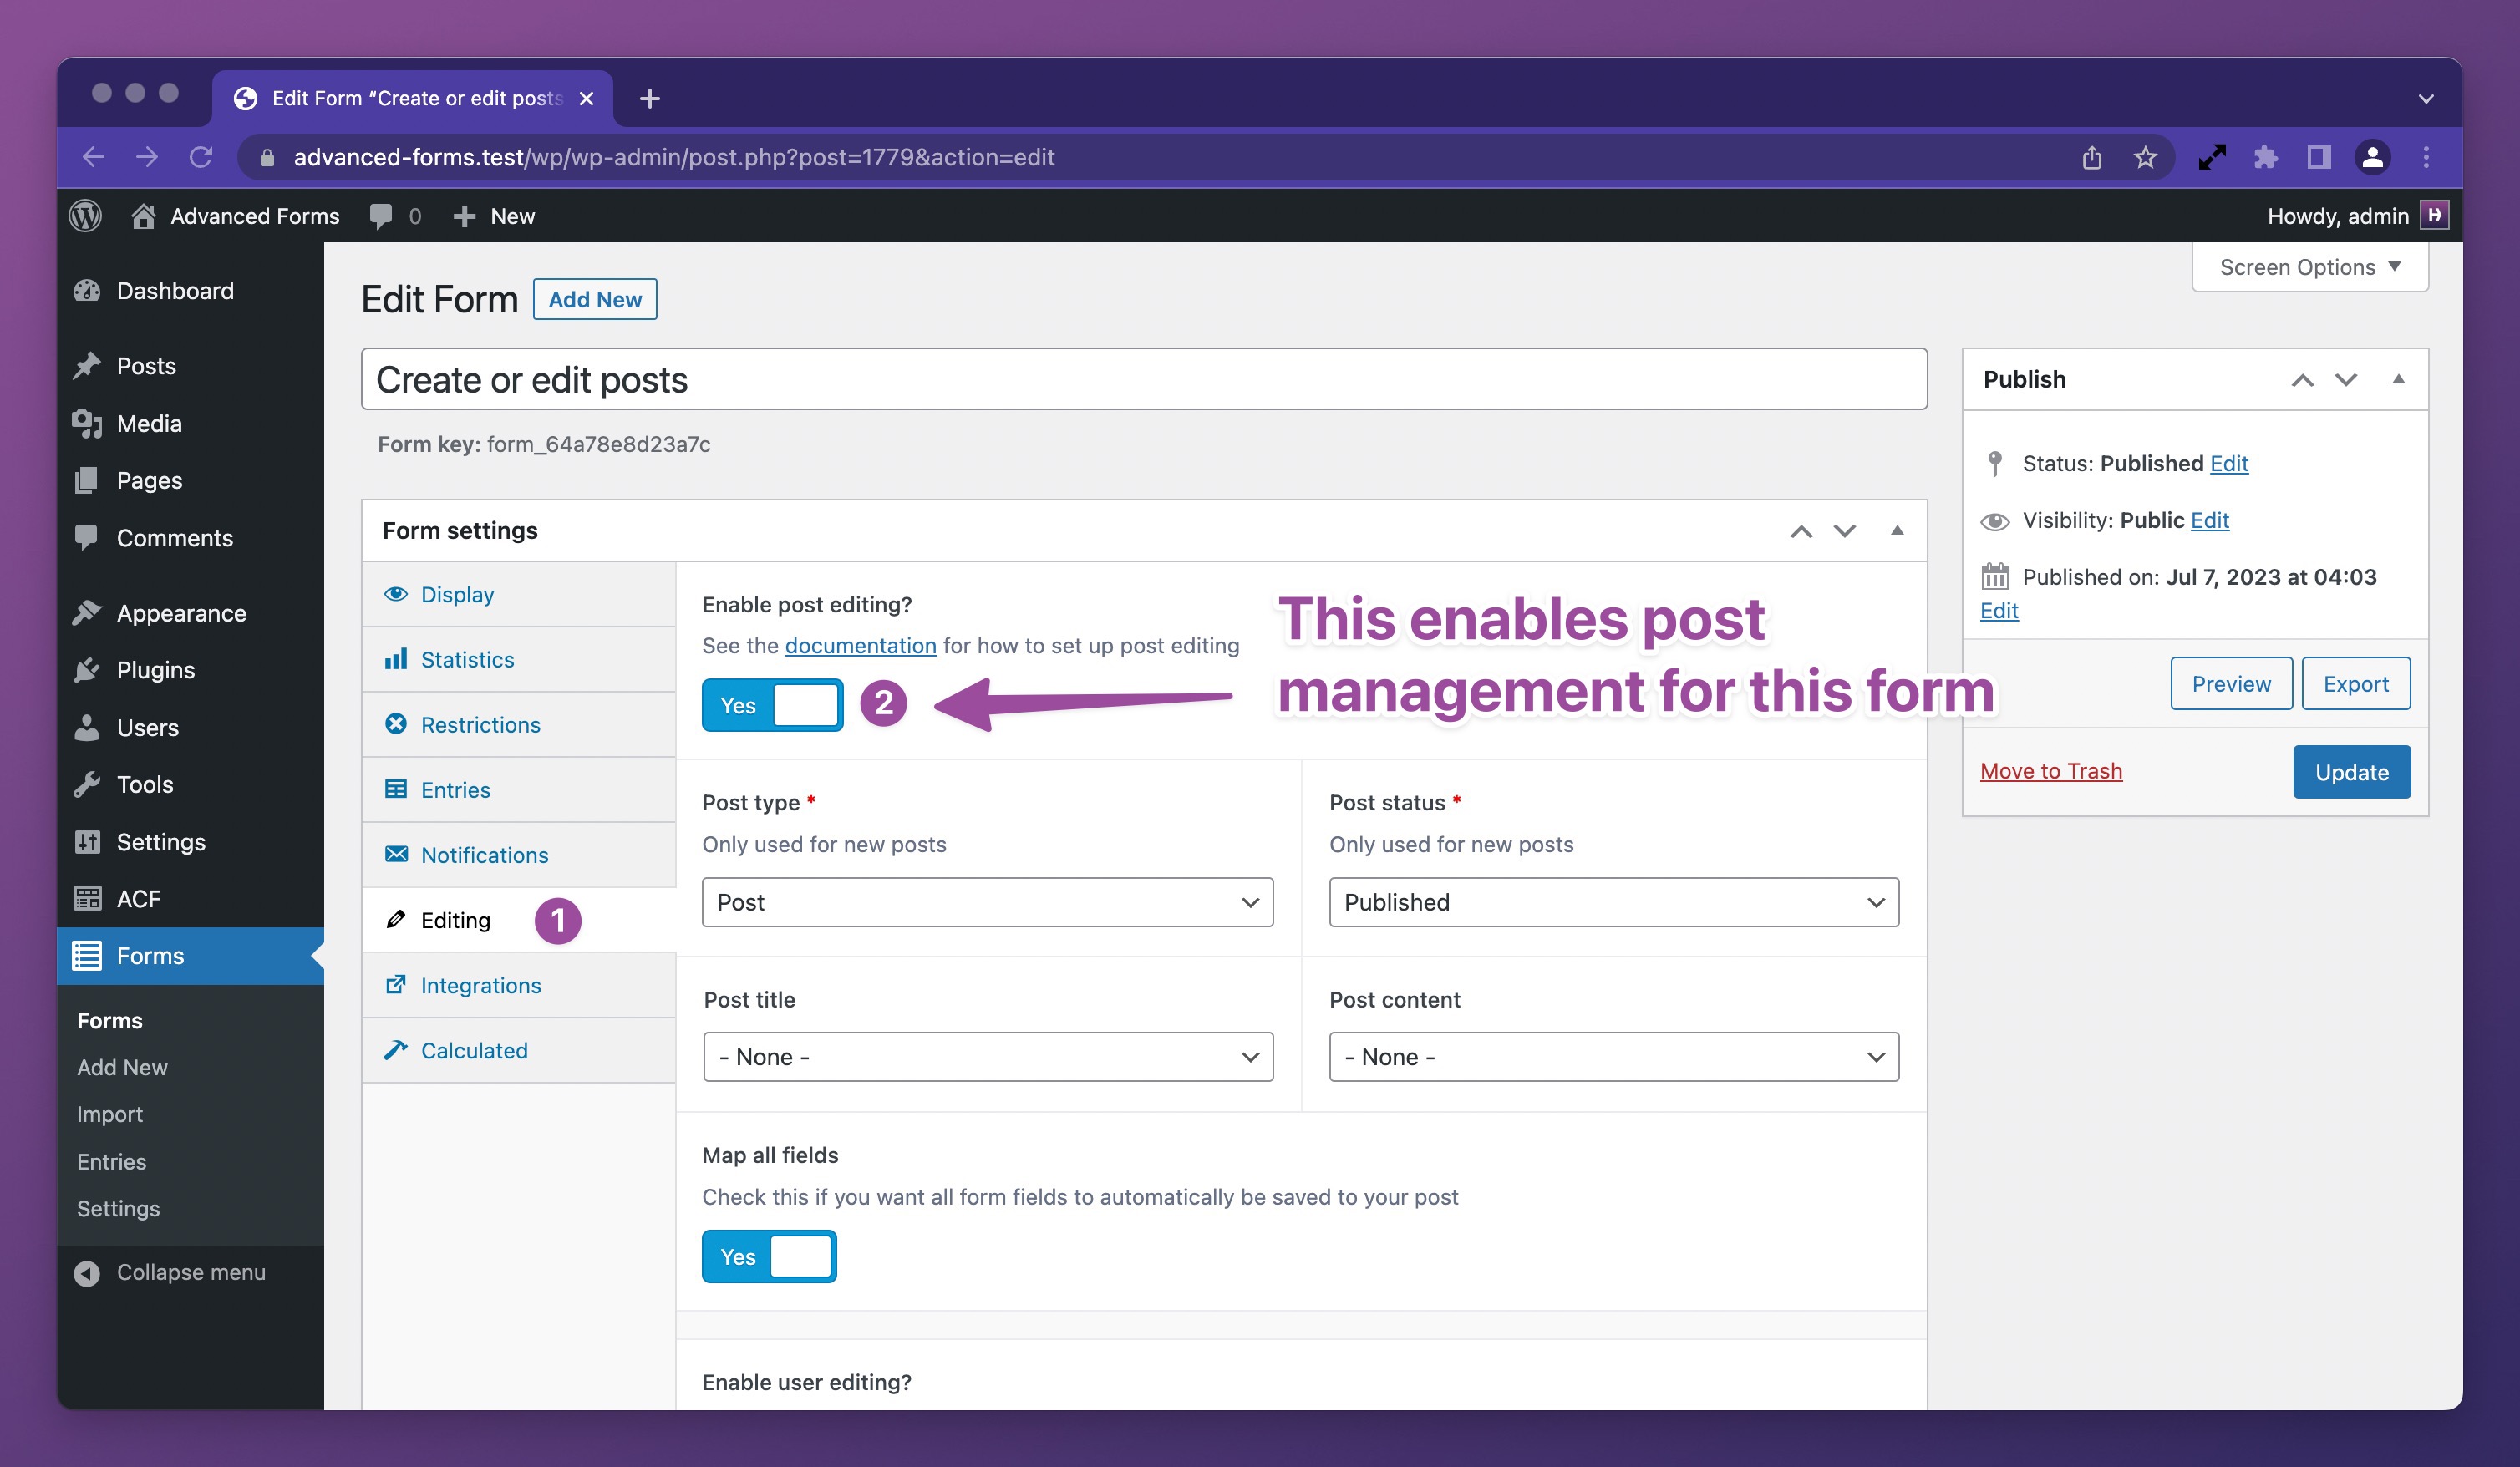 Edit Form “Create or edit posts
advanced-forms.test/wp/wp-admin/post.php?post=1779&action=edit
Advanced Forms 0 New
Howdy, admin
Screen Options
Dashboard
Posts
Media
Pages
Comments
Appearance
Plugins
Users
Tools
Settings
ACF
Forms
Forms
Add New
Import
Entries
Settings
Collapse menu
Edit Form Add New
Create or edit posts
Form key: form_64a78e8d23a7c
Form settings
Display
Statistics
Restrictions
Entries
Notifications
Editing 1
Integrations
Calculated
Enable post editing?
See the documentation for how to set up post editing
Yes 2
This enables post
management for this form
Post type *
Only used for new posts
Post
Post status *
Only used for new posts
Published
Post title
- None -
Post content
- None -
Map all fields
Check this if you want all form fields to automatically be saved to your post
Yes
Enable user editing?
Publish
Status: Published Edit
Visibility: Public Edit
Published on: Jul 7, 2023 at 04:03
Edit
Preview Export
Move to Trash Update